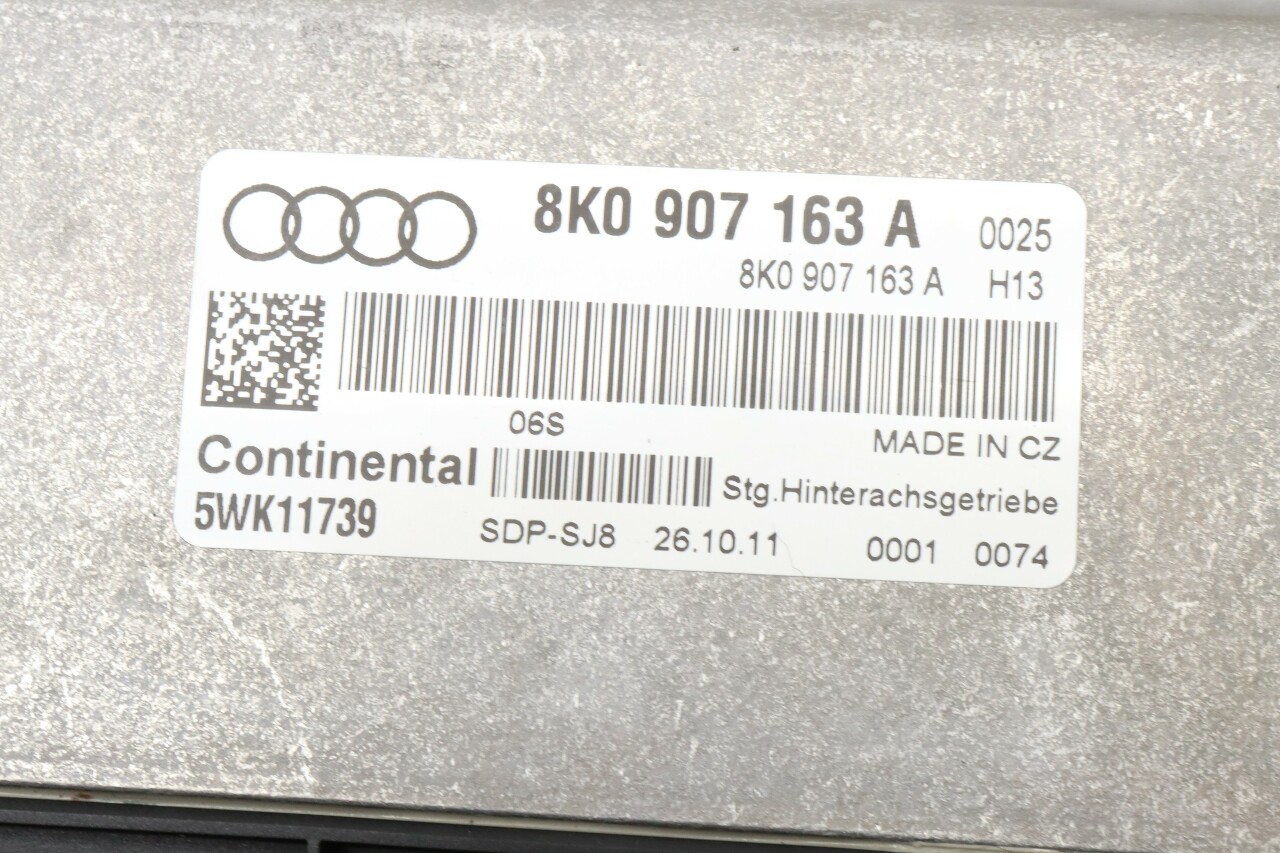 8K0 907 163 A 0025
8K0 907 163 A H13
06S
MADE IN CZ
Continental
Stg.Hinterachsgetriebe
5WK11739
SDP-SJ8 26.10.11 0001 0074